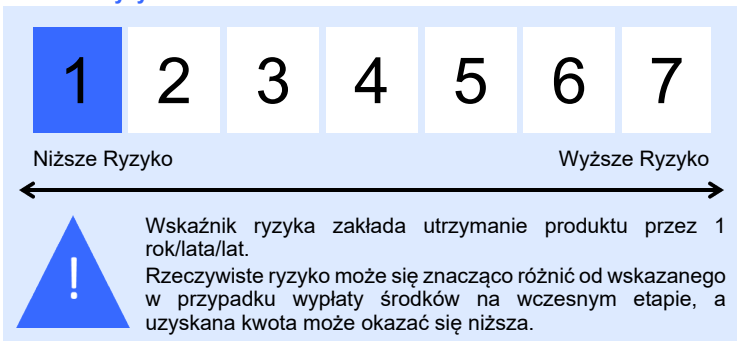 1 2 3 4 5 6 7
Niższe Ryzyko Wyższe Ryzyko
Wskaźnik ryzyka zakłada utrzymanie produktu przez 1
rok/lata/lat.
Rzeczywiste ryzyko może się znacząco różnić od wskazanego
w przypadku wypłaty środków na wczesnym etapie, a
uzyskana kwota może okazać się niższa.
!